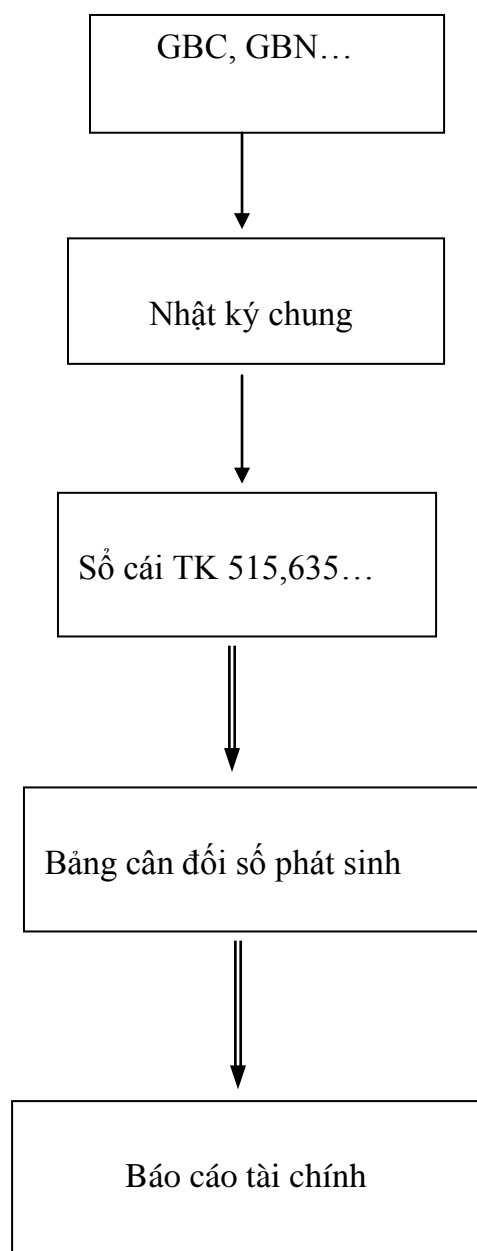 GBC, GBN…
Nhật ký chung
Sổ cái TK 515,635…
Bảng cân đối số phát sinh
Báo cáo tài chính